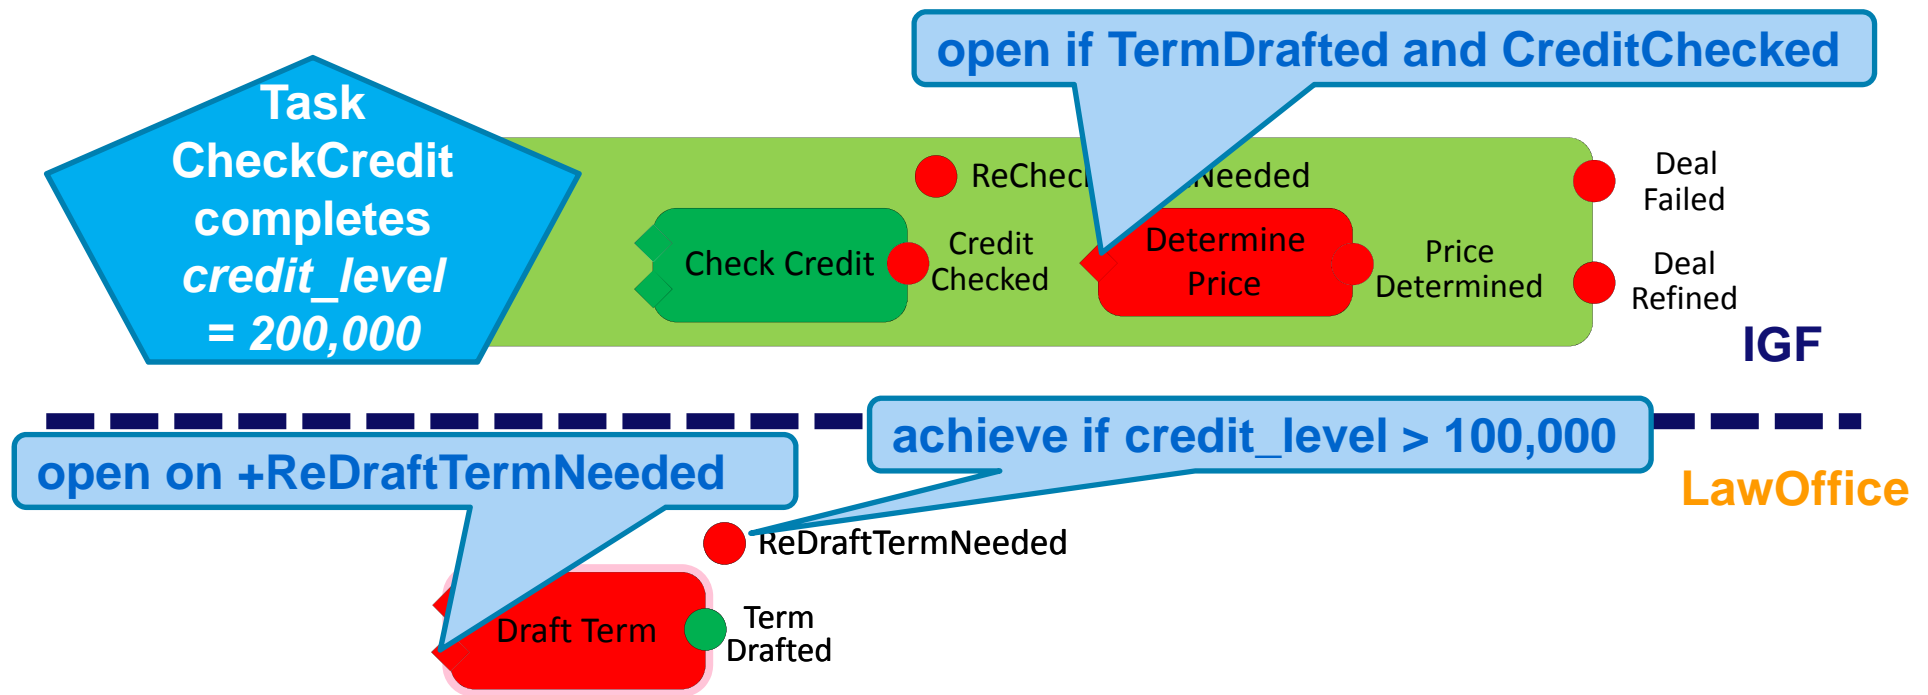 open if TermDrafted and CreditChecked
Task
CheckCredit
completes
credit_level
= 200,000
Needed
Deal
Failed
Check Credit
Credit
Checked
Determine
Price
Price
Determined
Deal
Refined
IGF
achieve if credit_level > 100,000
open on +ReDraftTermNeeded
LawOffice
ReDraftTermNeeded
Draft Term
Term
Drafted